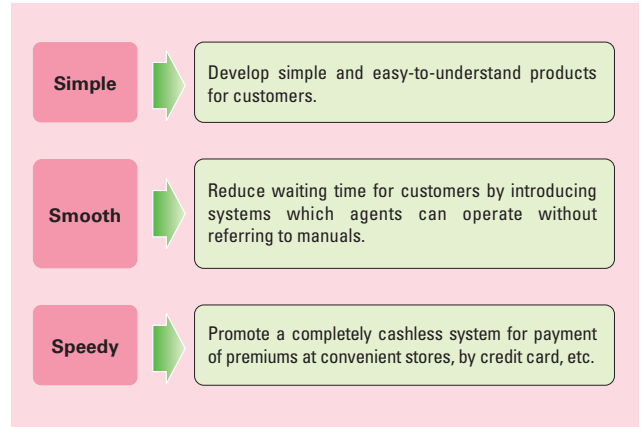 Simple
Develop simple and easy-to-understand products
for customers.
Smooth
Reduce waiting time for customers by introducing
systems which agents can operate without
referring to manuals.
Speedy
Promote a completely cashless system for payment
of premiums at convenient stores, by credit card, etc.